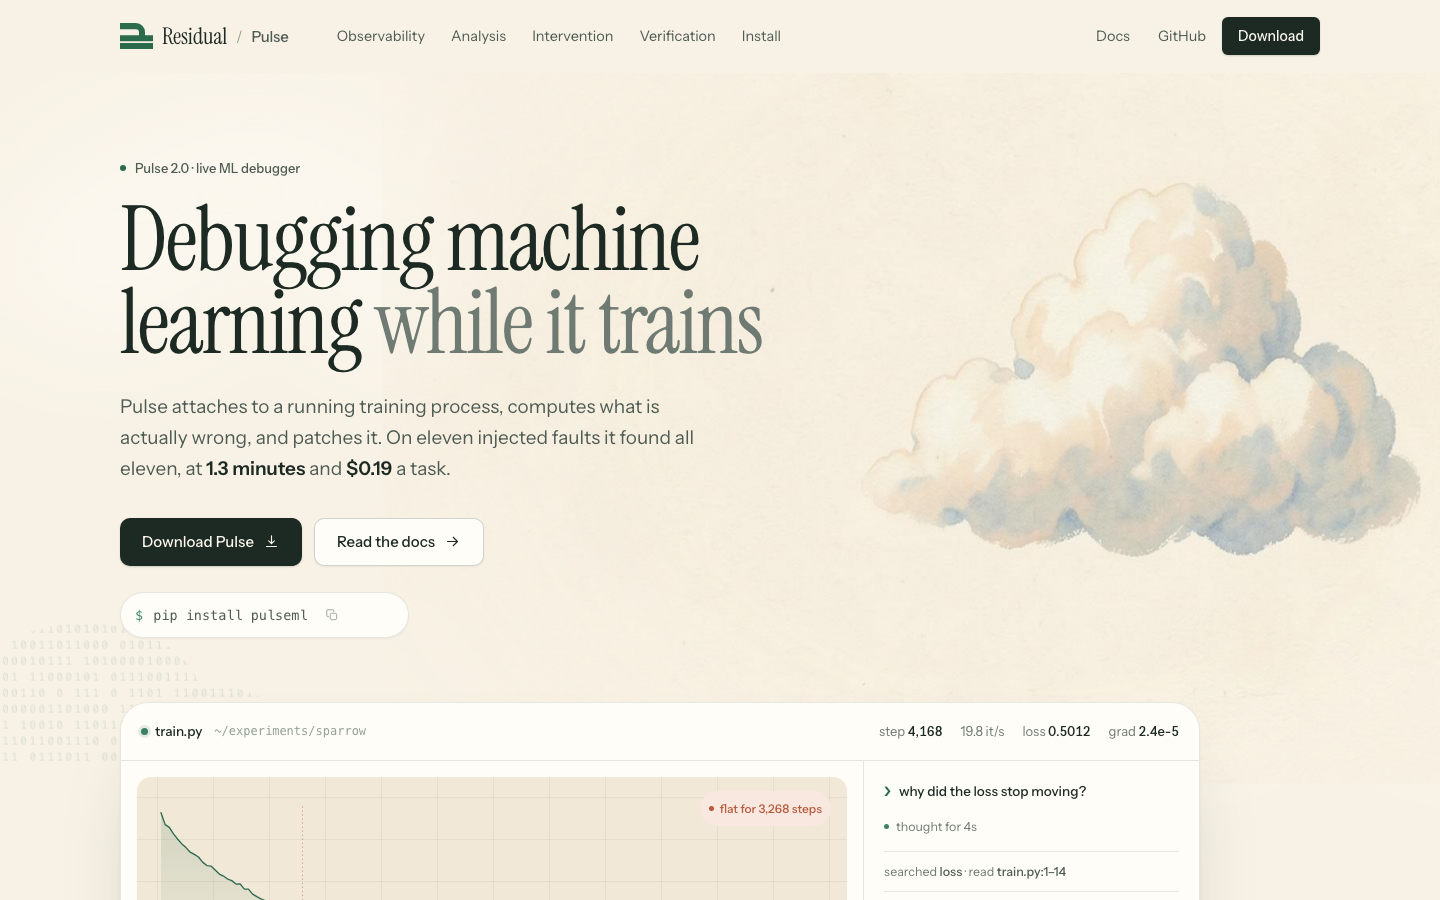 Residual / Pulse Observability Analysis Intervention Verification Install Docs GitHub Download
Pulse 2.0 · live ML debugger
Debugging machine
learning while it trains
Pulse attaches to a running training process, computes what is
actually wrong, and patches it. On eleven injected faults it found all
eleven, at 1.3 minutes and $0.19 a task.
Download Pulse
Read the docs
$ pip install pulseml
train.py ~/experiments/sparrow
step 4,168 19.8 it/s loss 0.5012 grad 2.4e-5
flat for 3,268 steps
why did the loss stop moving?
thought for 4s
searched loss · read train.py:1–14